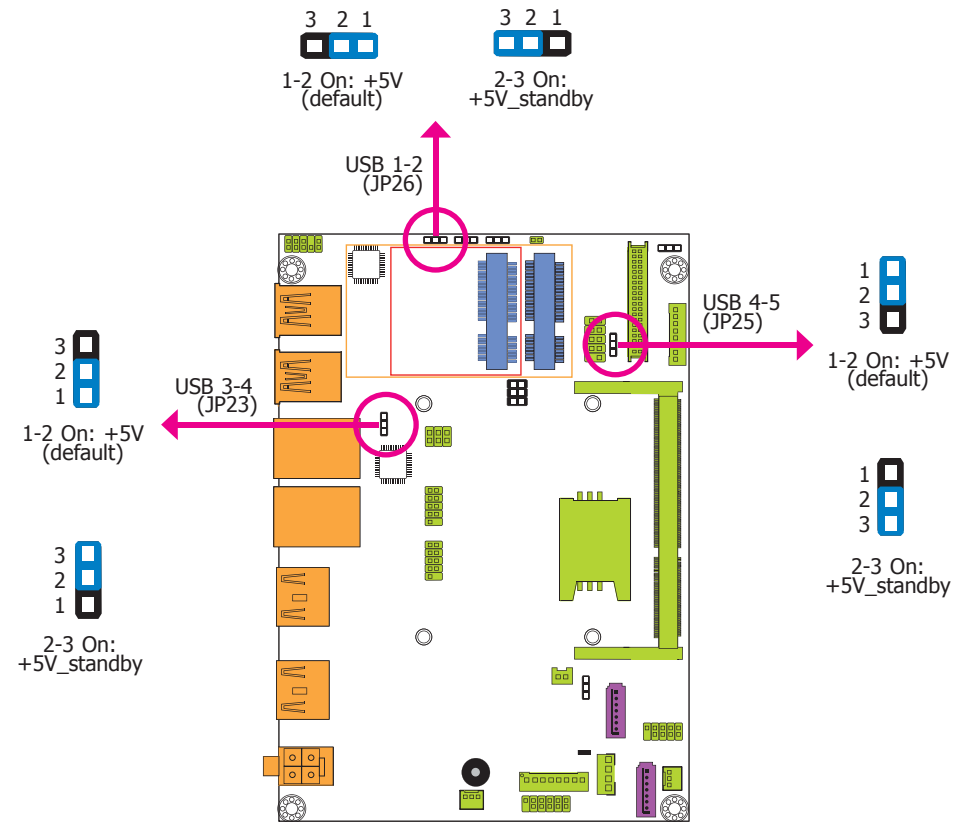 3 2 1
1-2 On: +5V
(default)
3 2 1
2-3 On:
+5V_standby
USB 1-2
(JP26)
USB 4-5
(JP25)
1
2
3
1-2 On: +5V
(default)
3
2
1
1-2 On: +5V
(default)
USB 3-4
(JP23)
1
2
3
2-3 On:
+5V_standby
3
2
1
2-3 On:
+5V_standby